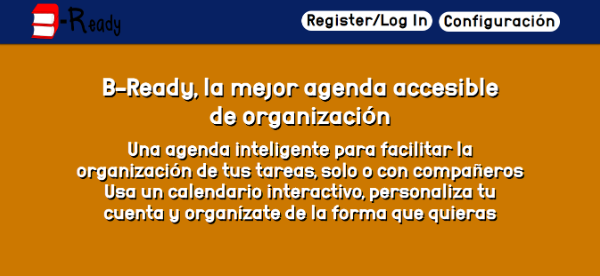 B-Ready
Register/Log In
Configuración
B-Ready, la mejor agenda accesible
de organización
Una agenda inteligente para facilitar la
organización de tus tareas, solo o con compañeros
Usa un calendario interactivo, personaliza tu
cuenta y organízate de la forma que quieras